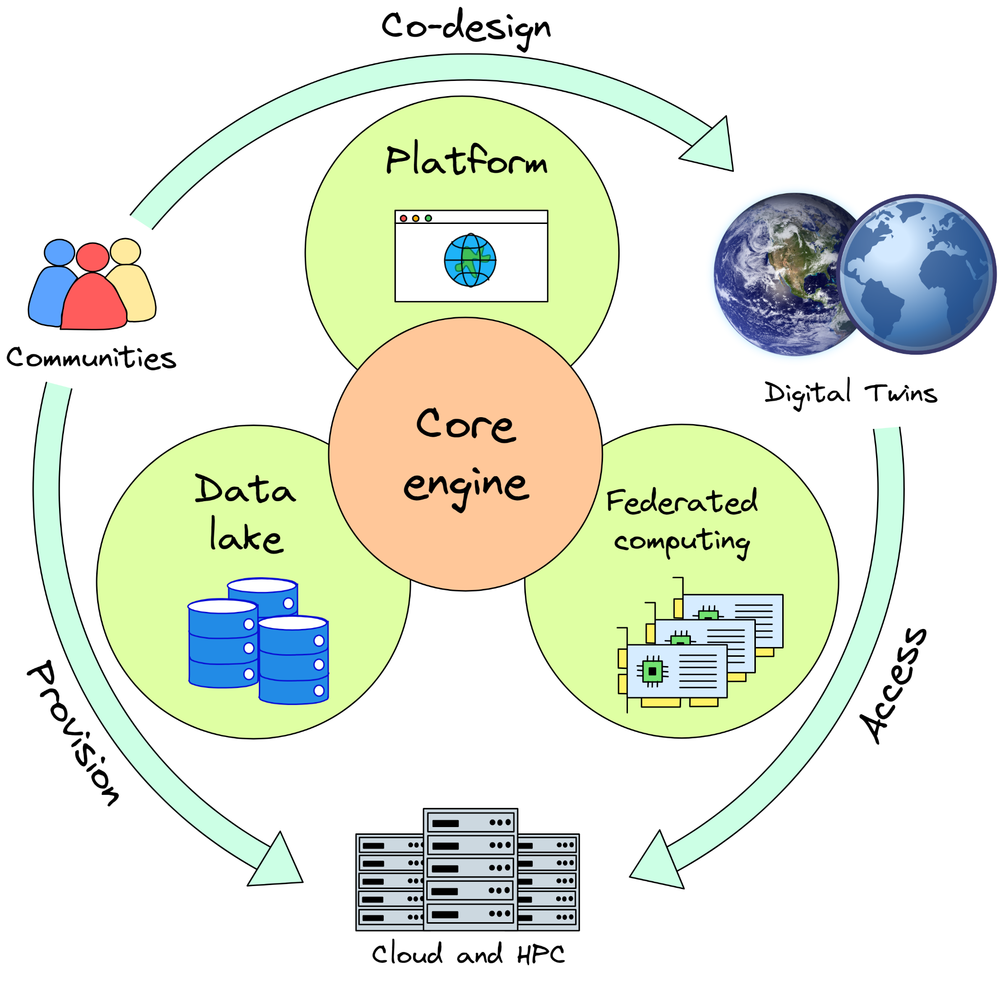 Co-design
Platform
Communities
Digital Twins
Core
engine
Data
lake
Federated
computing
Provision
Access
Cloud and HPC